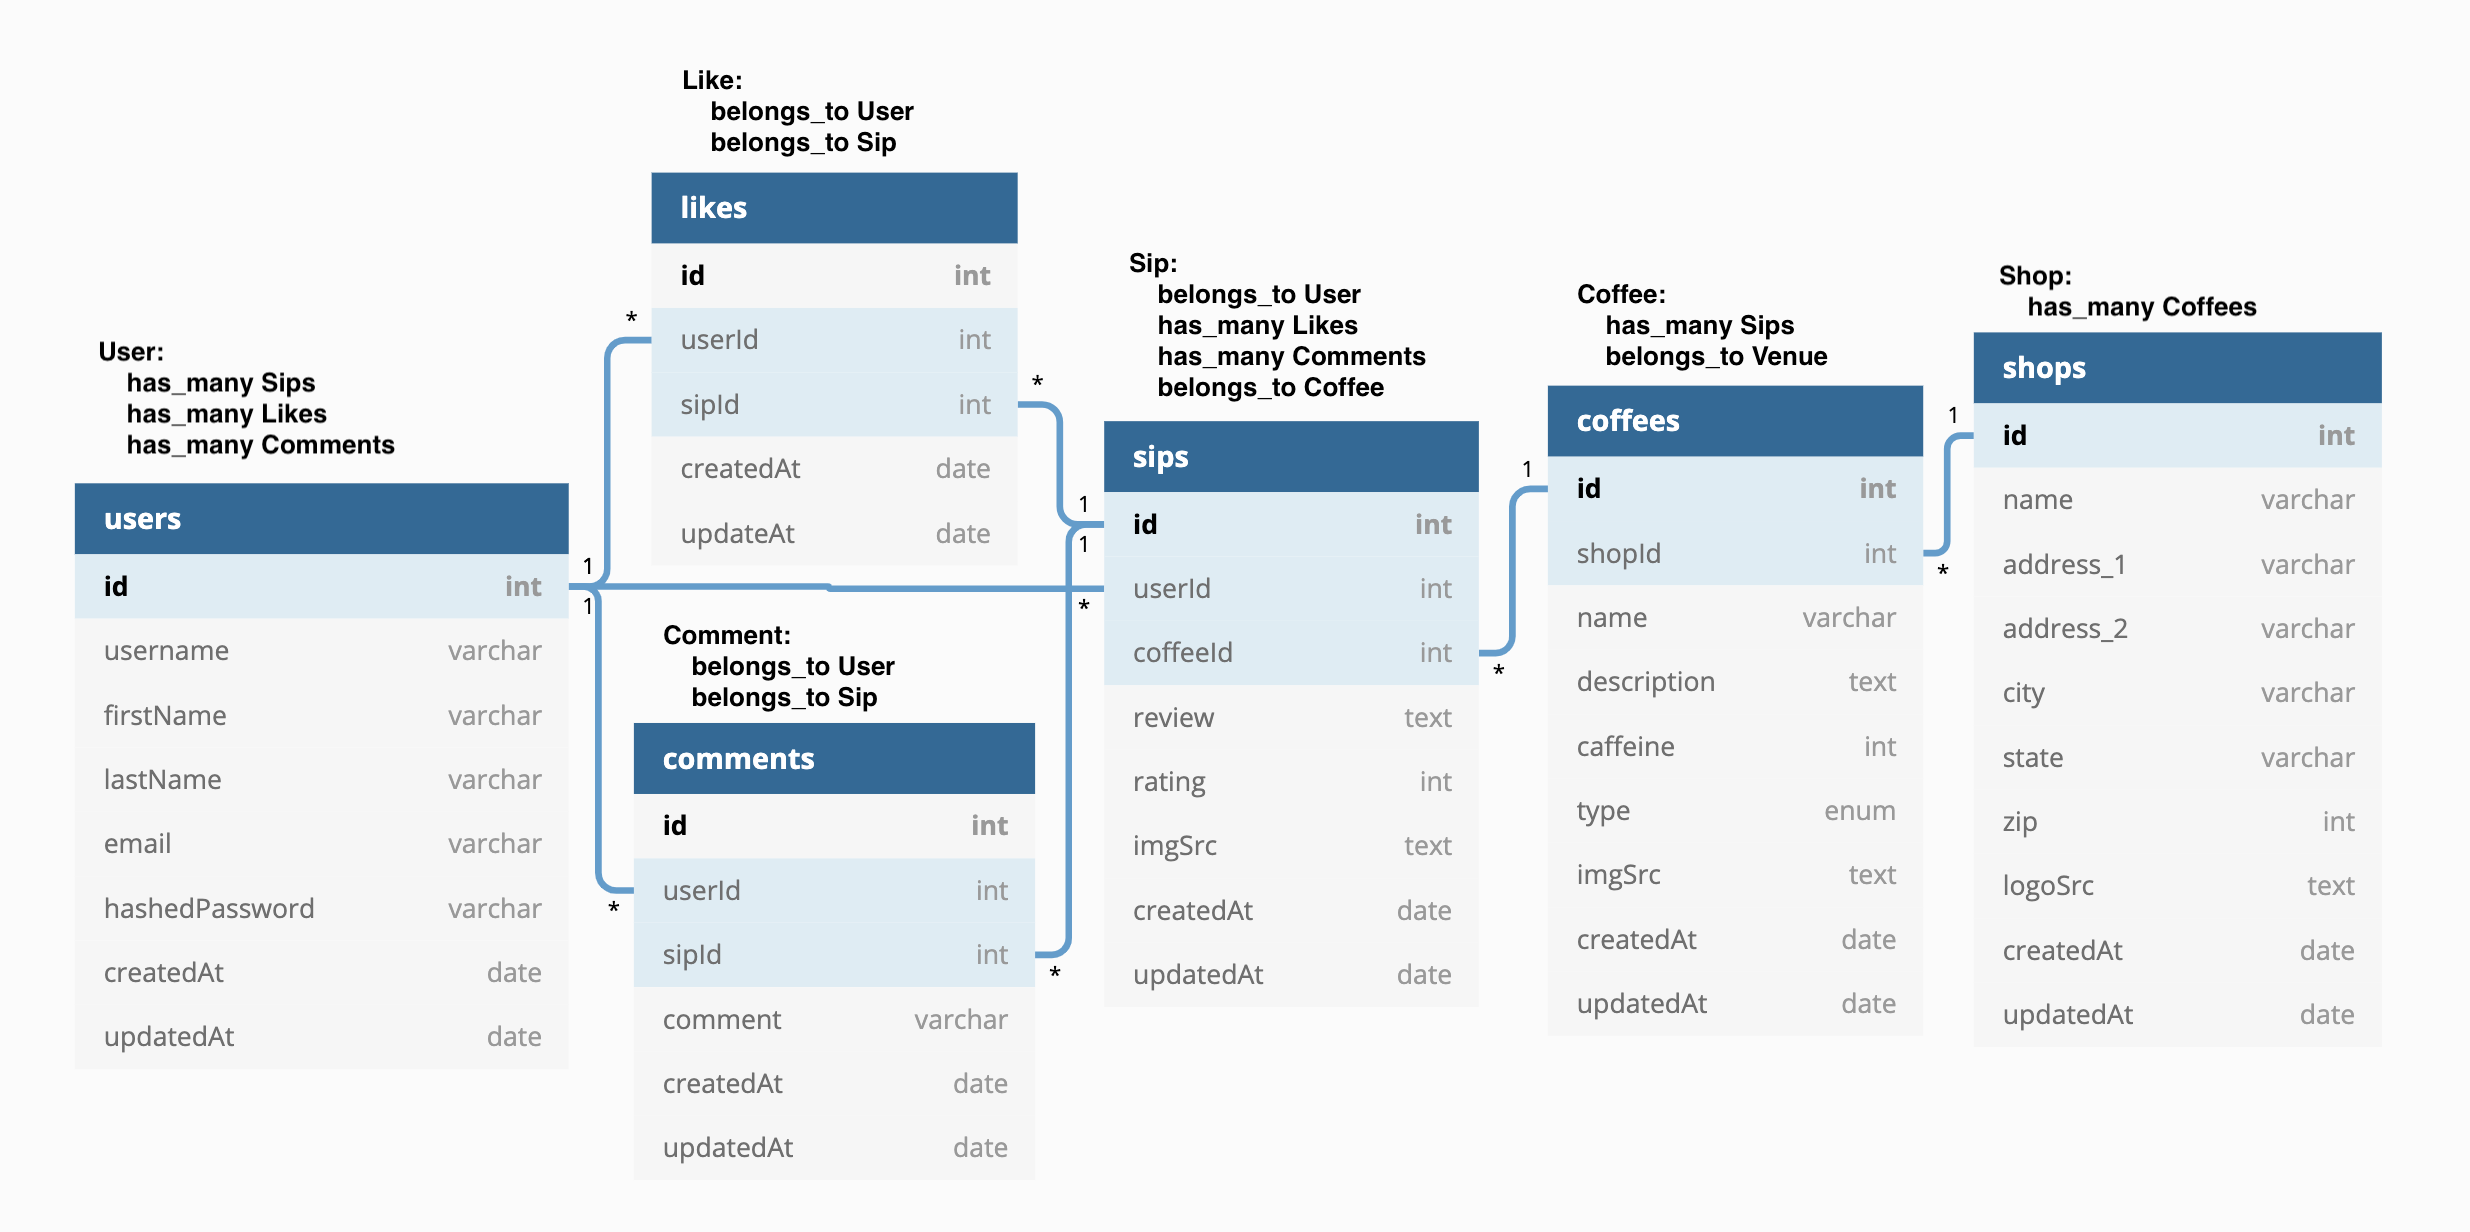 Like:
belongs_to User
belongs_to Sip
likes
id int
userId int
sipId int
createdAt date
updateAt date
User:
has_many Sips
has_many Likes
has_many Comments
users
id int
username varchar
firstName varchar
lastName varchar
email varchar
hashedPassword varchar
createdAt date
updatedAt date
Comment:
belongs_to User
belongs_to Sip
comments
id int
userId int
sipId int
comment varchar
createdAt date
updatedAt date
Sip:
belongs_to User
has_many Likes
has_many Comments
belongs_to Coffee
sips
id int
userId int
coffeeId int
review text
rating int
imgSrc text
createdAt date
updatedAt date
Coffee:
has_many Sips
belongs_to Venue
coffees
id int
shopId int
name varchar
description text
caffeine int
type enum
imgSrc text
createdAt date
updatedAt date
Shop:
has_many Coffees
shops
id int
name varchar
address_1 varchar
address_2 varchar
city varchar
state varchar
zip int
logoSrc text
createdAt date
updatedAt date
*
*
1
1
1
1
*
*
*
1
*
1
*